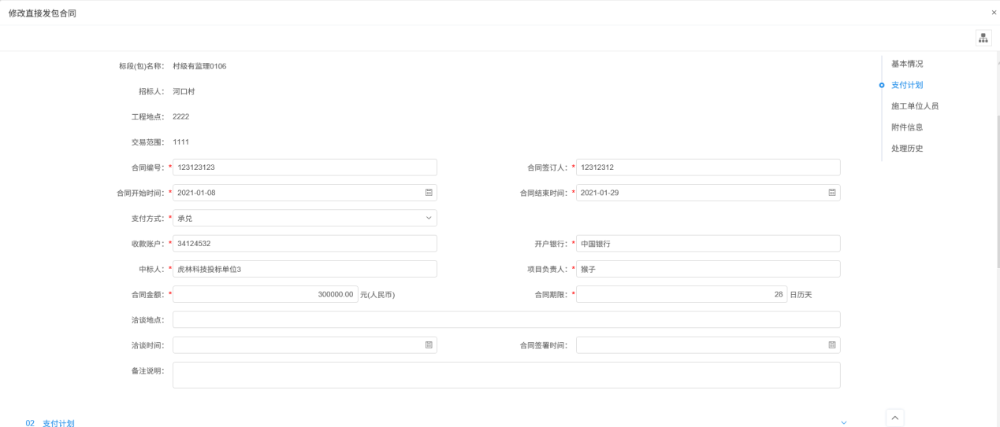 修改直接发包合同
×
标段(包)名称： 村级有监理0106
招标人： 河口村
工程地点： 2222
交易范围： 1111
合同编号：* 123123123 合同签订人：* 12312312
合同开始时间：* 2021-01-08 合同结束时间：* 2021-01-29
支付方式：* 承兑
收款账户：* 34124532 开户银行：* 中国银行
中标人：* 虎林科技投标单位3 项目负责人：* 猴子
合同金额：* 300000.00 元(人民币) 合同期限：* 28 日历天
洽谈地点：
洽谈时间： 合同签署时间：
备注说明：
02 支付计划
基本情况
支付计划
施工单位人员
附件信息
处理历史